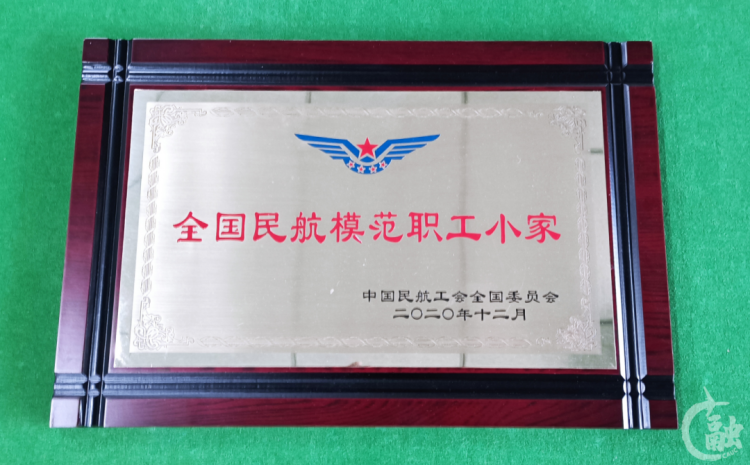 全国民航模范职工小家
中国民航工会全国委员会
二〇二〇年十二月
融